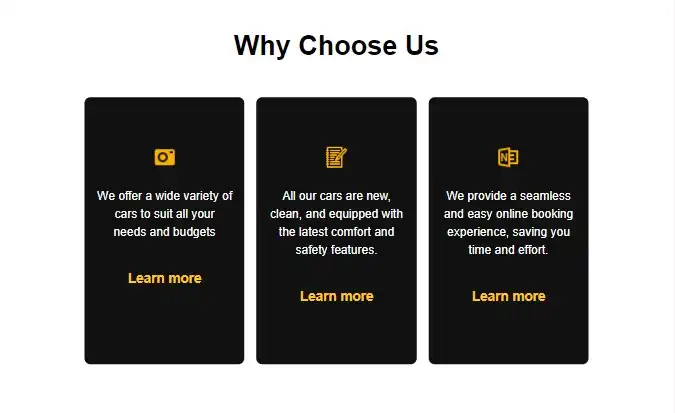 Why Choose Us
We offer a wide variety of
cars to suit all your
needs and budgets
Learn more
All our cars are new,
clean, and equipped with
the latest comfort and
safety features.
Learn more
NE
We provide a seamless
and easy online booking
experience, saving you
time and effort.
Learn more